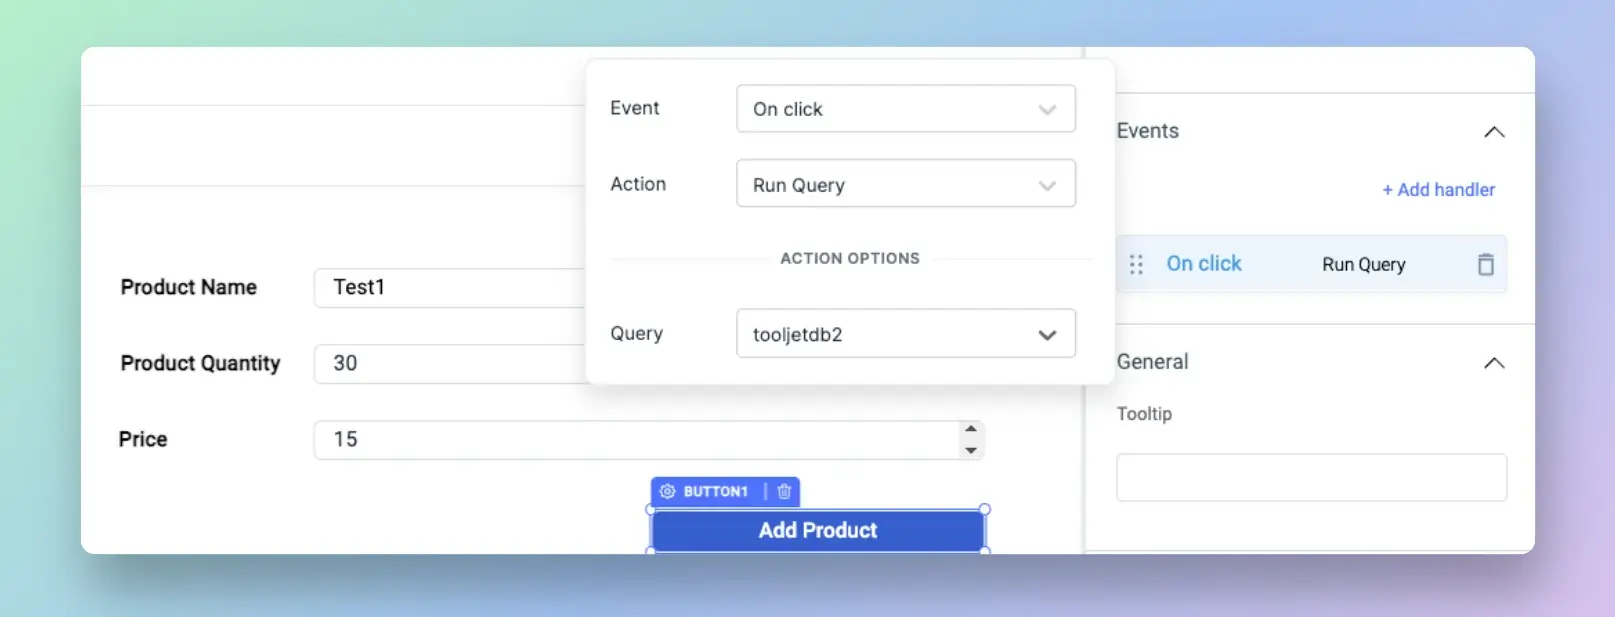 Event
On click
Action
Run Query
ACTION OPTIONS
Query
tooljetdb2
Product Name
Test1
Product Quantity
30
Price
15
BUTTON1
Add Product
Events
+ Add handler
On click
Run Query
General
Tooltip